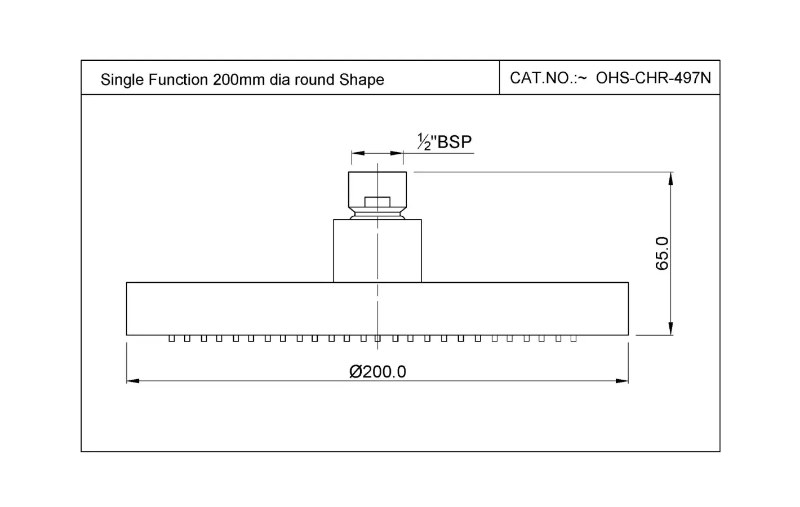 Single Function 200mm dia round Shape
CAT.NO.:~ OHS-CHR-497N
½"BSP
65.0
Ø200.0